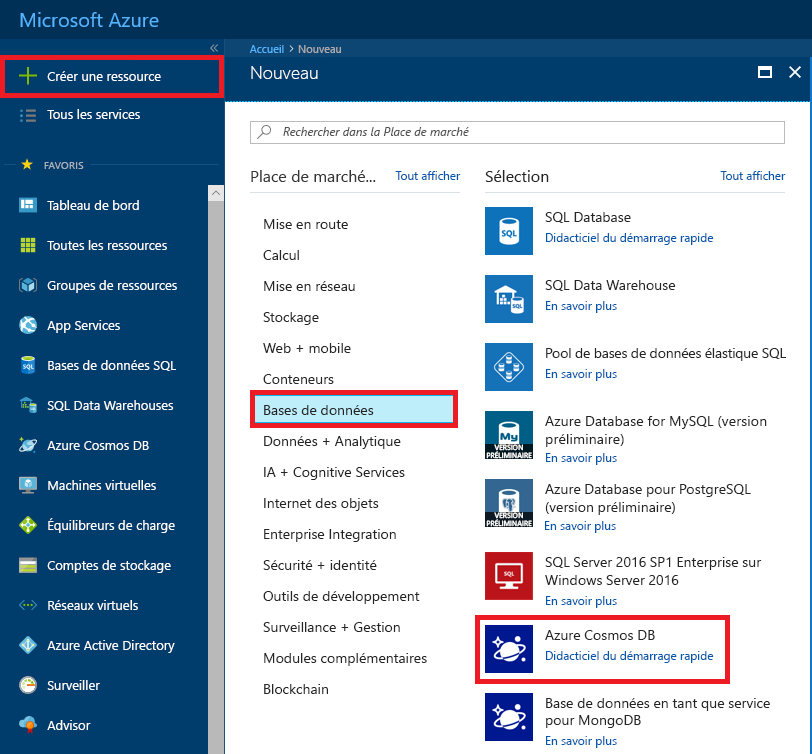 Microsoft Azure
Créer une ressource
Tous les services
FAVORIS
Tableau de bord
Toutes les ressources
Groupes de ressources
App Services
Bases de données SQL
SQL Data Warehouses
Azure Cosmos DB
Machines virtuelles
Équilibreurs de charge
Comptes de stockage
Réseaux virtuels
Azure Active Directory
Surveiller
Advisor
Accueil > Nouveau
Nouveau
Rechercher dans la Place de marché
Place de marché... Tout afficher
Mise en route
Calcul
Mise en réseau
Stockage
Web + mobile
Conteneurs
Bases de données
Données + Analytique
IA + Cognitive Services
Internet des objets
Enterprise Integration
Sécurité + identité
Outils de développement
Surveillance + Gestion
Modules complémentaires
Blockchain
Sélection Tout afficher
SQL
SQL Database
Didacticiel du démarrage rapide
SQL
SQL Data Warehouse
En savoir plus
Pool de bases de données élastique SQL
En savoir plus
My
VERSION
PRÉLIMINAIRE
Azure Database for MySQL (version
préliminaire)
En savoir plus
VERSION
PRÉLIMINAIRE
Azure Database pour PostgreSQL
(version préliminaire)
En savoir plus
SQL
SQL Server 2016 SP1 Enterprise sur
Windows Server 2016
En savoir plus
Azure Cosmos DB
Didacticiel du démarrage rapide
Base de données en tant que service
pour MongoDB
En savoir plus